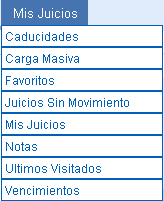 Mis Juicios
Caducidades
Carga Masiva
Favoritos
Juicios Sin Movimiento
Mis Juicios
Notas
Ultimos Visitados
Vencimientos